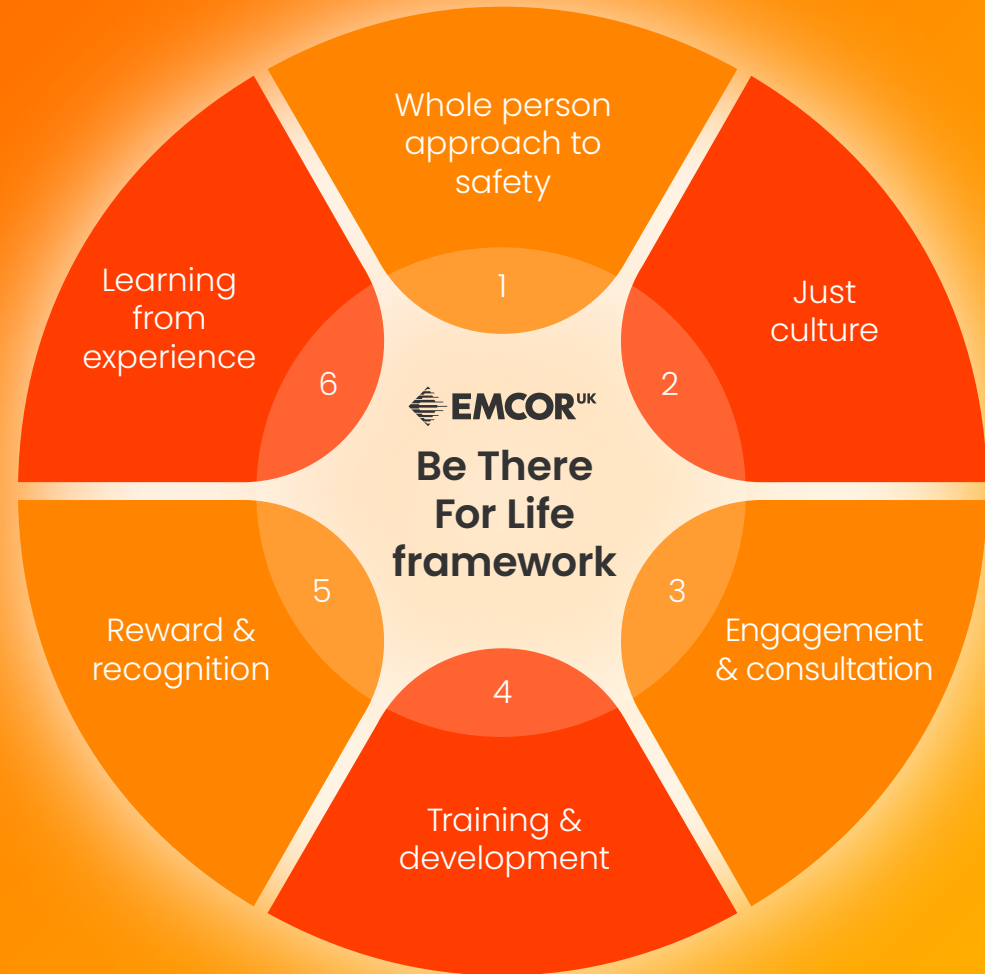 EMCOR UK
Be There
For Life
framework
1
Whole person
approach to
safety
2
Just
culture
3
Engagement
& consultation
4
Training &
development
5
Reward &
recognition
6
Learning
from
experience